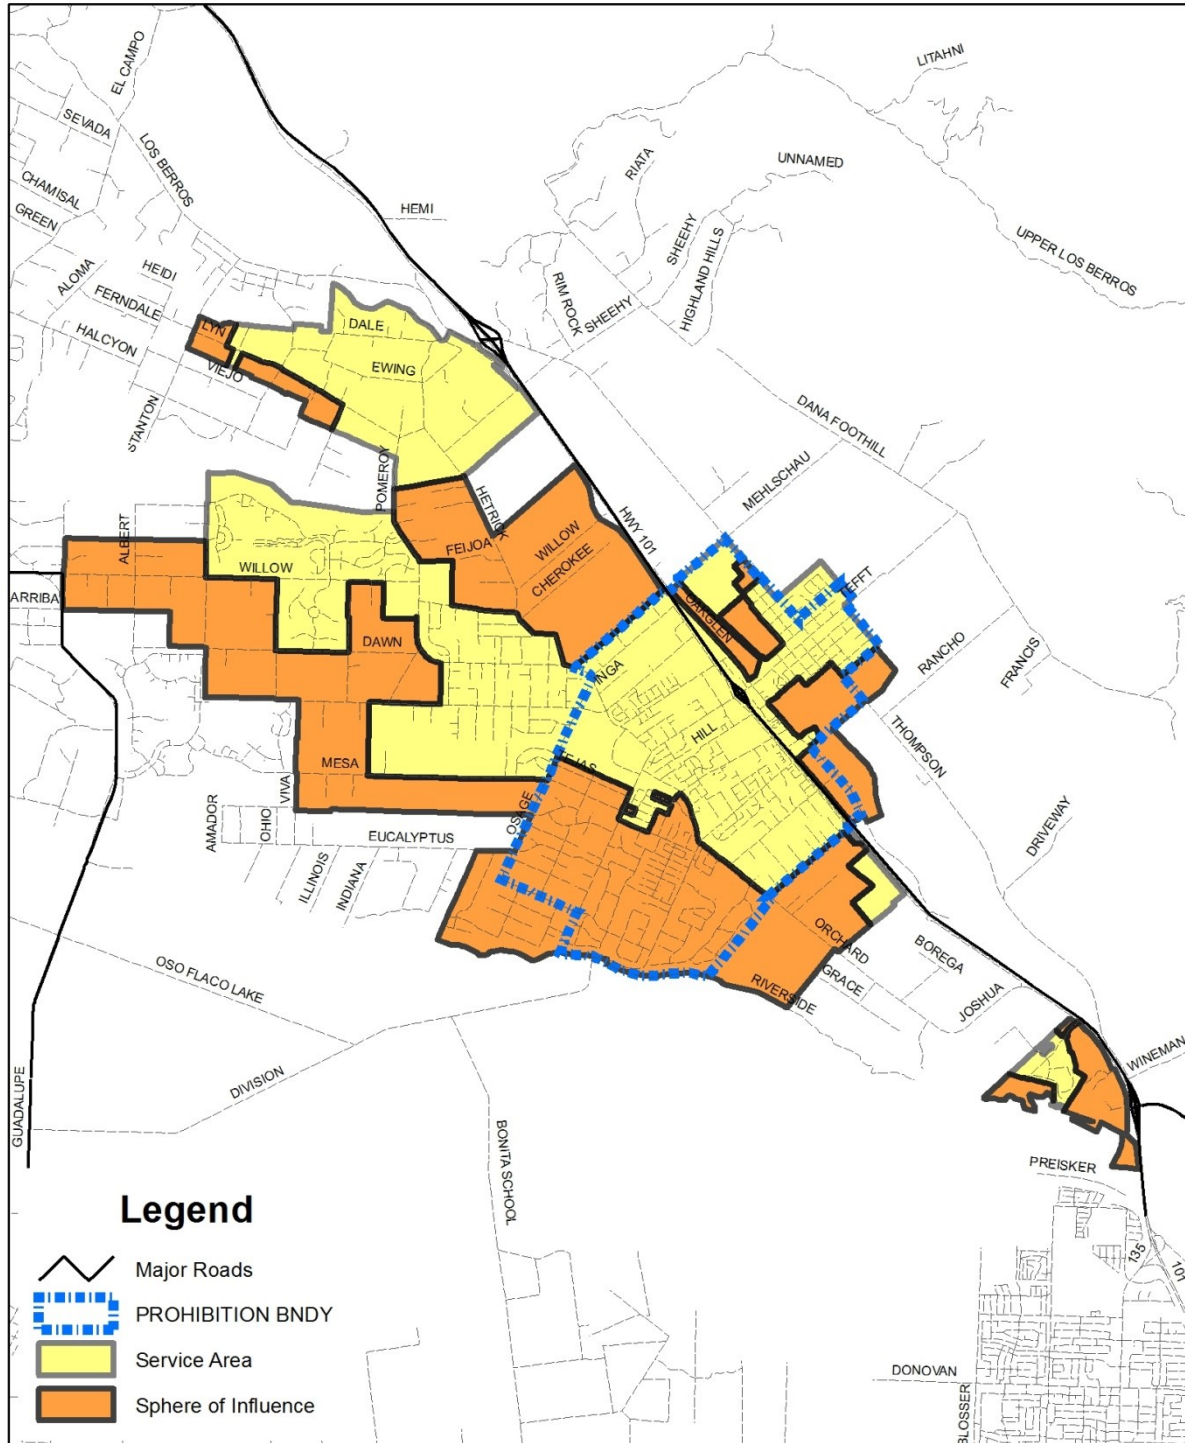 LITAHNI
EL CAMPO
SEVADA
LOS BERROS
RIATA
UNNAMED
CHAMISAL
GREEN
HEMI
SHEEHY
HIGHLAND HILLS
UPPER LOS BERROS
ALOMA
HEIDI
FERNDALE
RIM ROCK
SHEEHY
HALCYON
LYN
DALE
VIEJO
EWING
STANTON
DANA FOOTHILL
POMEROY
HETRICK
MEHLSCHAU
HWY 101
ALBERT
FEIJOA
WILLOW
CHEROKEE
WILLOW
TEFFT
ARRIBA
OAKGLEN
DAWN
INGA
RANCHO
FRANCIS
HILL
THOMPSON
MESA
TEJAS
VIVA
OSAGE
AMADOR
OHIO
EUCALYPTUS
DRIVEWAY
ILLINOIS
INDIANA
ORCHARD
BOREGA
OSO FLACO LAKE
GRACE
RIVERSIDE
JOSHUA
WINEMAN
DIVISION
GUADALUPE
BONITA SCHOOL
PREISKER
135
101
DONOVAN
BLOSSER
Legend
Major Roads
PROHIBITION BNDY
Service Area
Sphere of Influence